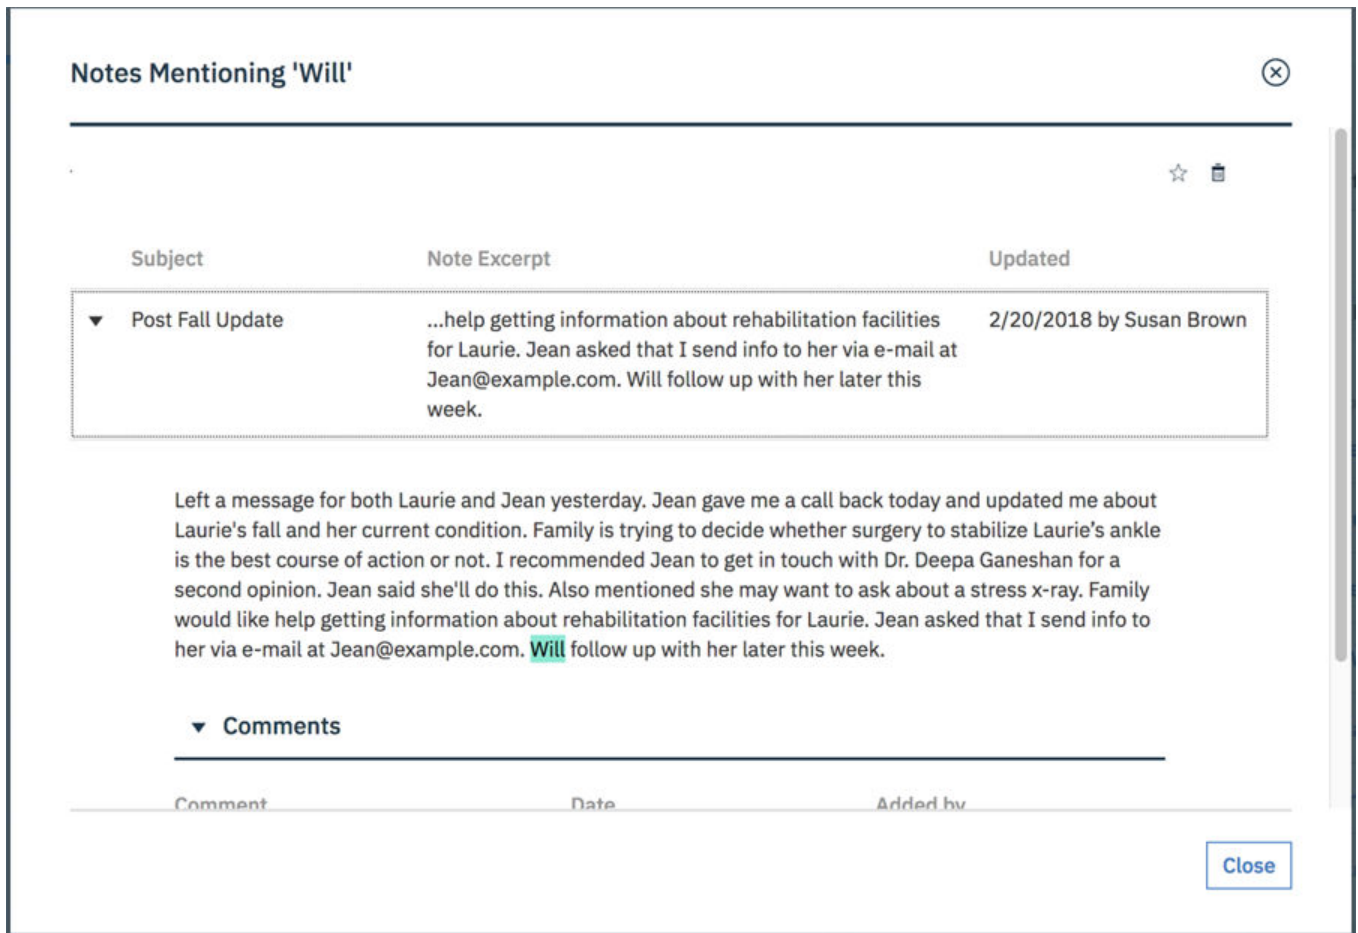 Notes Mentioning 'Will'
Subject Note Excerpt Updated
Post Fall Update ...help getting information about rehabilitation facilities 2/20/2018 by Susan Brown
for Laurie. Jean asked that I send info to her via e-mail at
Jean@example.com. Will follow up with her later this
week.
Left a message for both Laurie and Jean yesterday. Jean gave me a call back today and updated me about
Laurie's fall and her current condition. Family is trying to decide whether surgery to stabilize Laurie’s ankle
is the best course of action or not. I recommended Jean to get in touch with Dr. Deepa Ganeshan for a
second opinion. Jean said she'll do this. Also mentioned she may want to ask about a stress x-ray. Family
would like help getting information about rehabilitation facilities for Laurie. Jean asked that I send info to
her via e-mail at Jean@example.com. Will follow up with her later this week.
Comments
Comment Date Added by
Close